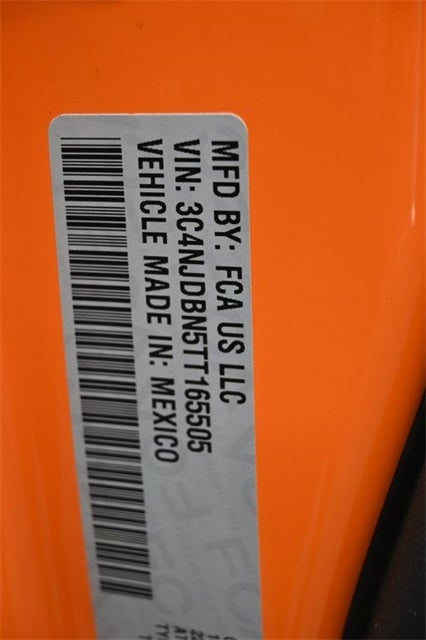 MFD BY: FCA US LLC
VIN: 3C4NJDBN5TT165505
VEHICLE MADE IN: MEXICO